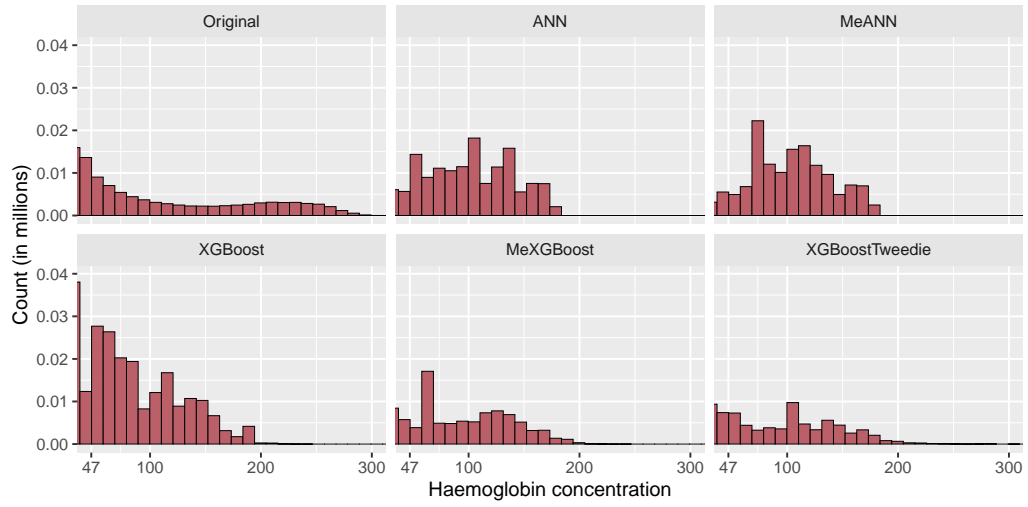 Original ANN MeANN
0.04
0.03
0.02
0.01
0.00
XGBoost MeXGBoost XGBoostTweedie
0.04
0.03
0.02
0.01
0.00
47 100 200 300 47 100 200 300 47 100 200 300
Haemoglobin concentration
Count (in millions)